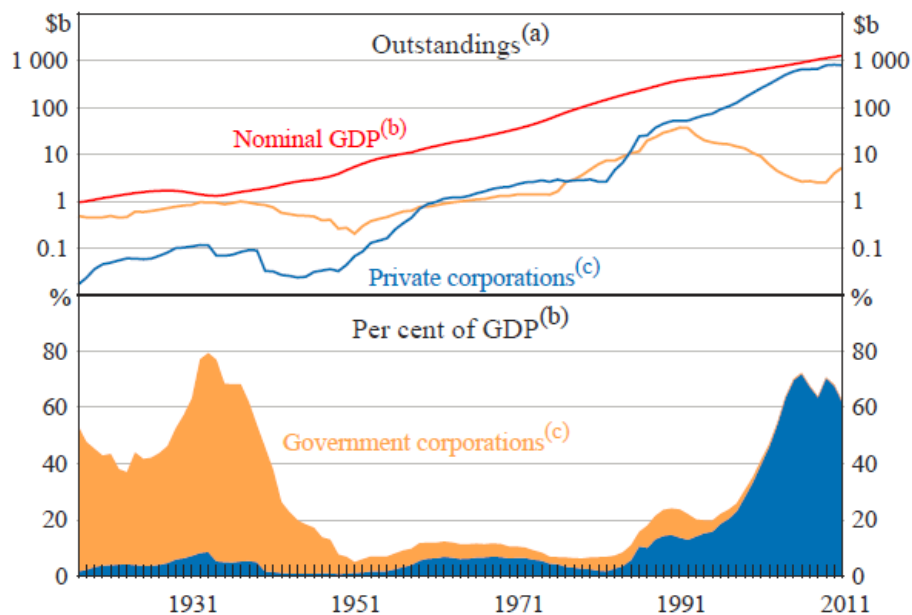 $b $b
Outstandings(a)
1 000 1 000
100 100
Nominal GDP(b)
10 10
1 1
0.1 0.1
Private corporations(c)
% %
Per cent of GDP(b)
80 80
60 60
Government corporations(c)
40 40
20 20
0 0
1931 1951 1971 1991 2011